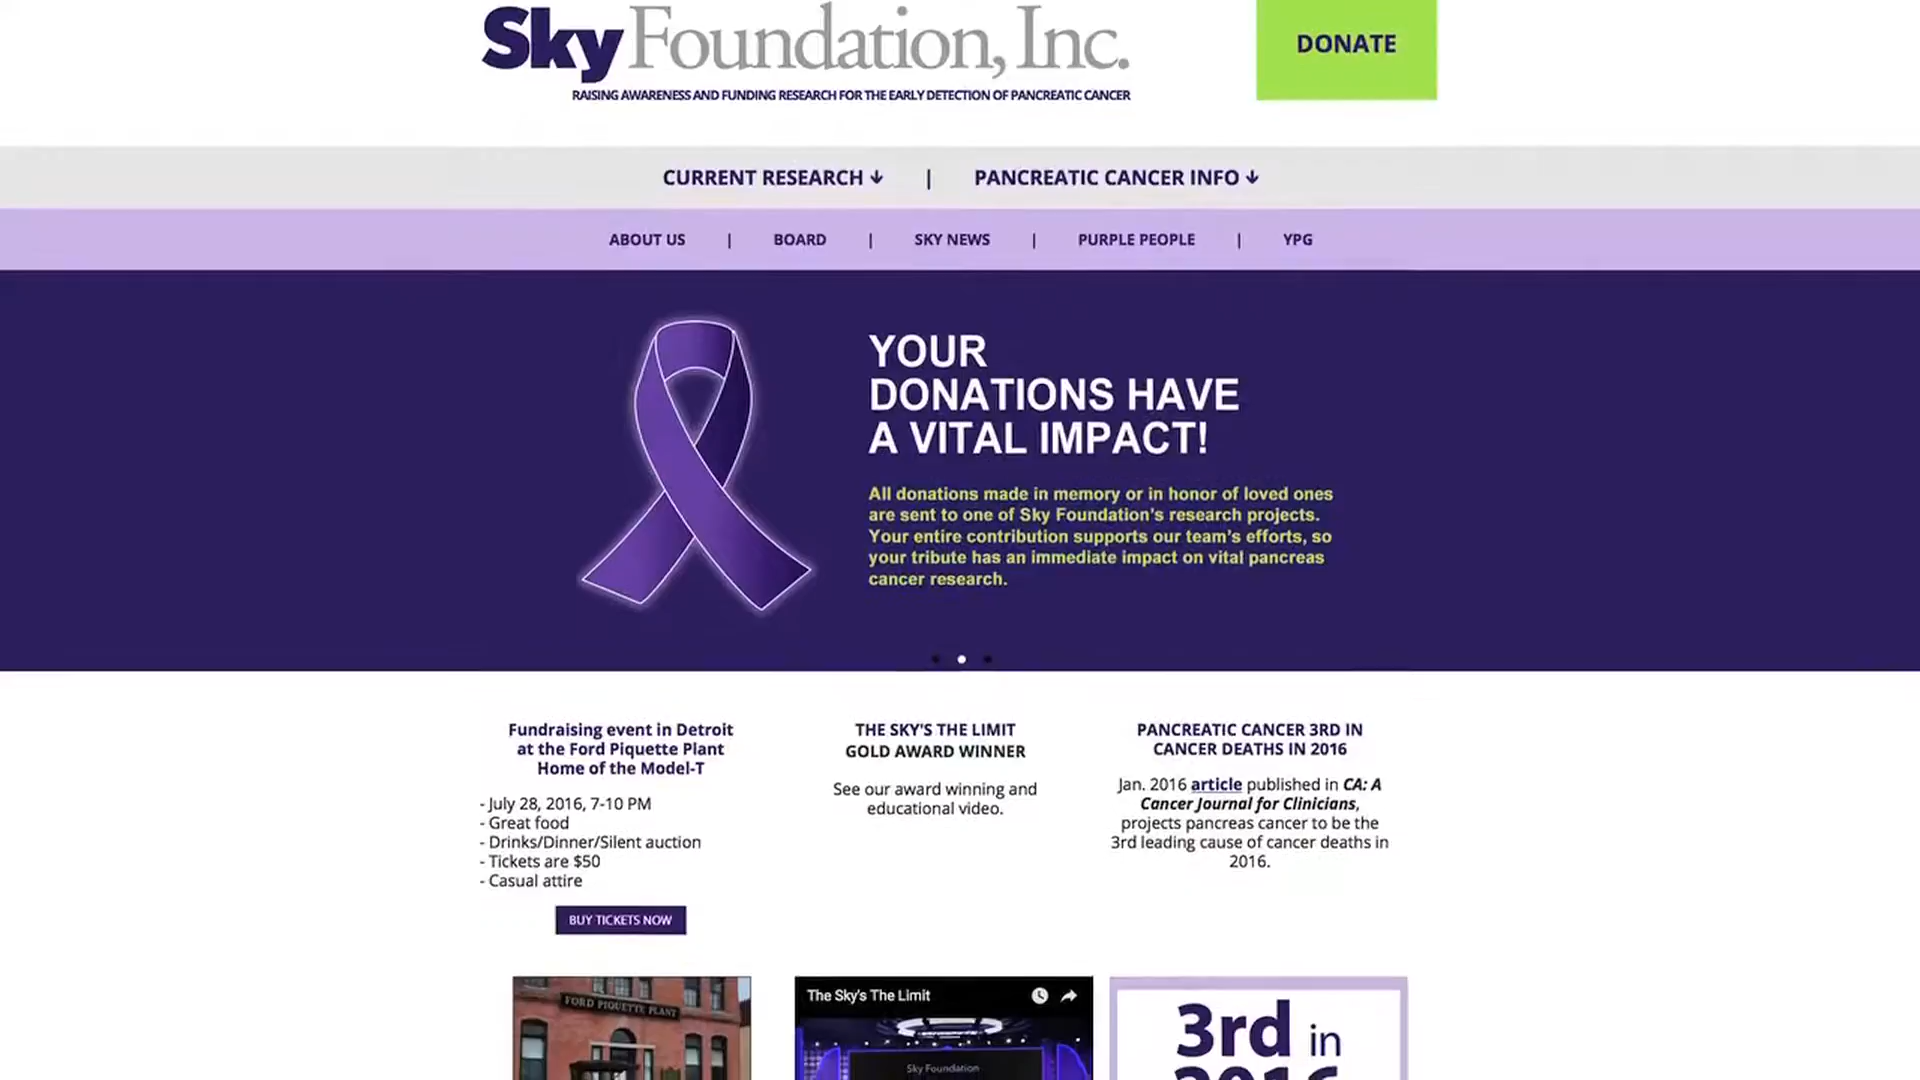 Sky Foundation, Inc.
RAISING AWARENESS AND FUNDING RESEARCH FOR THE EARLY DETECTION OF PANCREATIC CANCER
DONATE
CURRENT RESEARCH ↓ | PANCREATIC CANCER INFO ↓
ABOUT US | BOARD | SKY NEWS | PURPLE PEOPLE | YPG
YOUR
DONATIONS HAVE
A VITAL IMPACT!
All donations made in memory or in honor of loved ones
are sent to one of Sky Foundation's research projects.
Your entire contribution supports our team's efforts, so
your tribute has an immediate impact on vital pancreas
cancer research.
Fundraising event in Detroit
at the Ford Piquette Plant
Home of the Model-T
- July 28, 2016, 7-10 PM
- Great food
- Drinks/Dinner/Silent auction
- Tickets are $50
- Casual attire
BUY TICKETS NOW
THE SKY'S THE LIMIT
GOLD AWARD WINNER
See our award winning and
educational video.
PANCREATIC CANCER 3RD IN
CANCER DEATHS IN 2016
Jan. 2016 article published in CA: A
Cancer Journal for Clinicians,
projects pancreas cancer to be the
3rd leading cause of cancer deaths in
2016.
FORD PIQUETTE PLANT
The Sky's The Limit
Sky Foundation
3rd in
2016